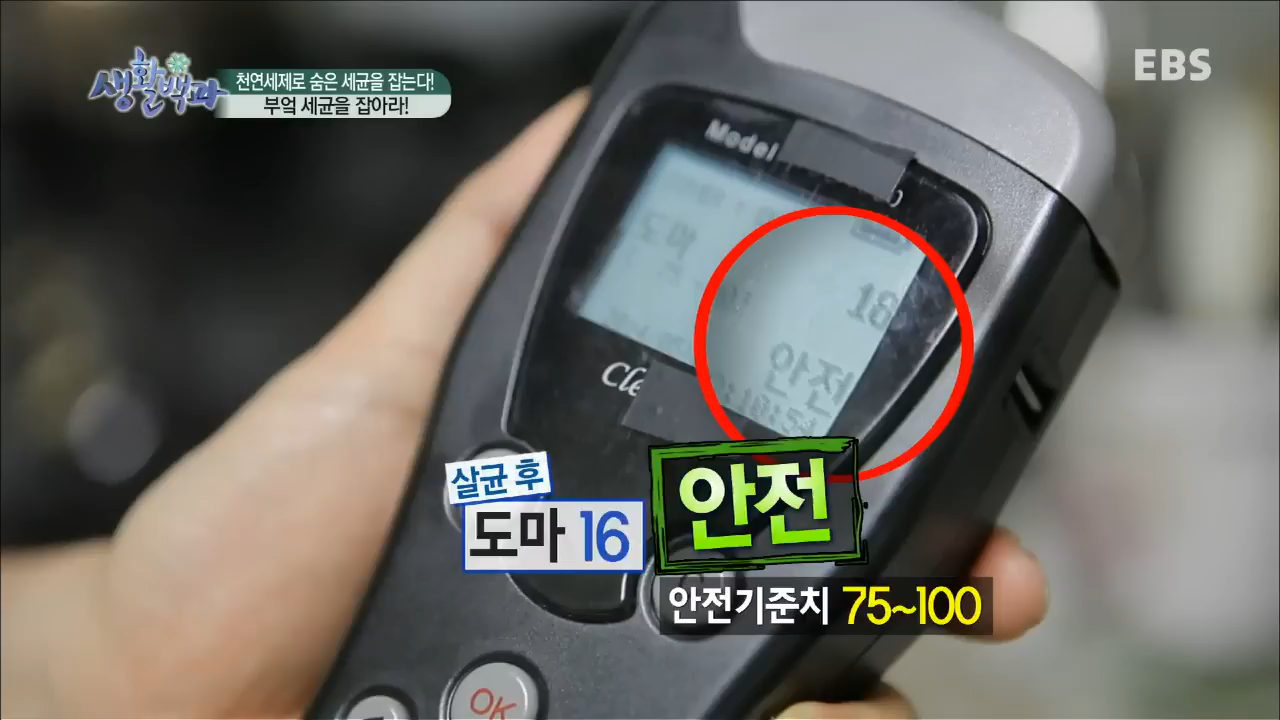 생활백과
천연세제로 숨은 세균을 잡는다!
부엌 세균을 잡아라!
EBS
Model
도마
16
안전
Cle
살균 후
도마 16
안전
안전기준치 75~100
OK